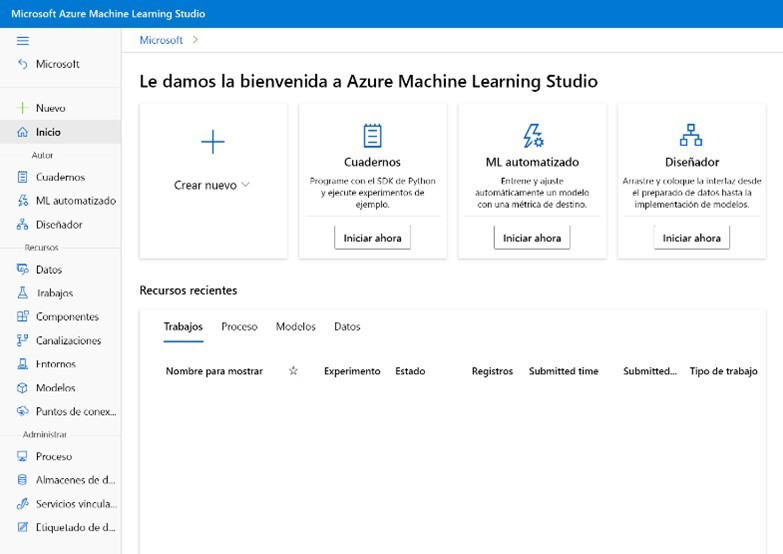 Microsoft Azure Machine Learning Studio
Microsoft
Nuevo
Inicio
Autor
Cuadernos
ML automatizado
Diseñador
Recursos
Datos
Trabajos
Componentes
Canalizaciones
Entornos
Modelos
Puntos de conex...
Administrar
Proceso
Almacenes de d...
Servicios vincula...
Etiquetado de d...
Microsoft >
Le damos la bienvenida a Azure Machine Learning Studio
Crear nuevo
Cuadernos
Programe con el SDK de Python
y ejecute experimentos de
ejemplo.
Iniciar ahora
ML automatizado
Entrene y ajuste
automáticamente un modelo
con una métrica de destino.
Iniciar ahora
Diseñador
Arrastre y coloque la interfaz desde
el preparado de datos hasta la
implementación de modelos.
Iniciar ahora
Recursos recientes
Trabajos Proceso Modelos Datos
Nombre para mostrar Experimento Estado Registros Submitted time Submitted... Tipo de trabajo